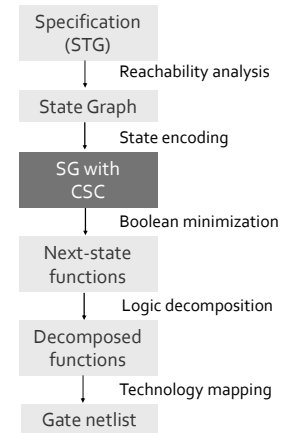 Specification
(STG)
Reachability analysis
State Graph
State encoding
SG with
CSC
Boolean minimization
Next-state
functions
Logic decomposition
Decomposed
functions
Technology mapping
Gate netlist